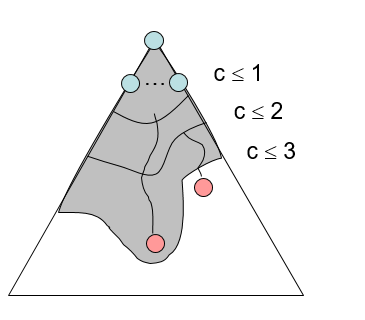 c ≤ 1
c ≤ 2
c ≤ 3